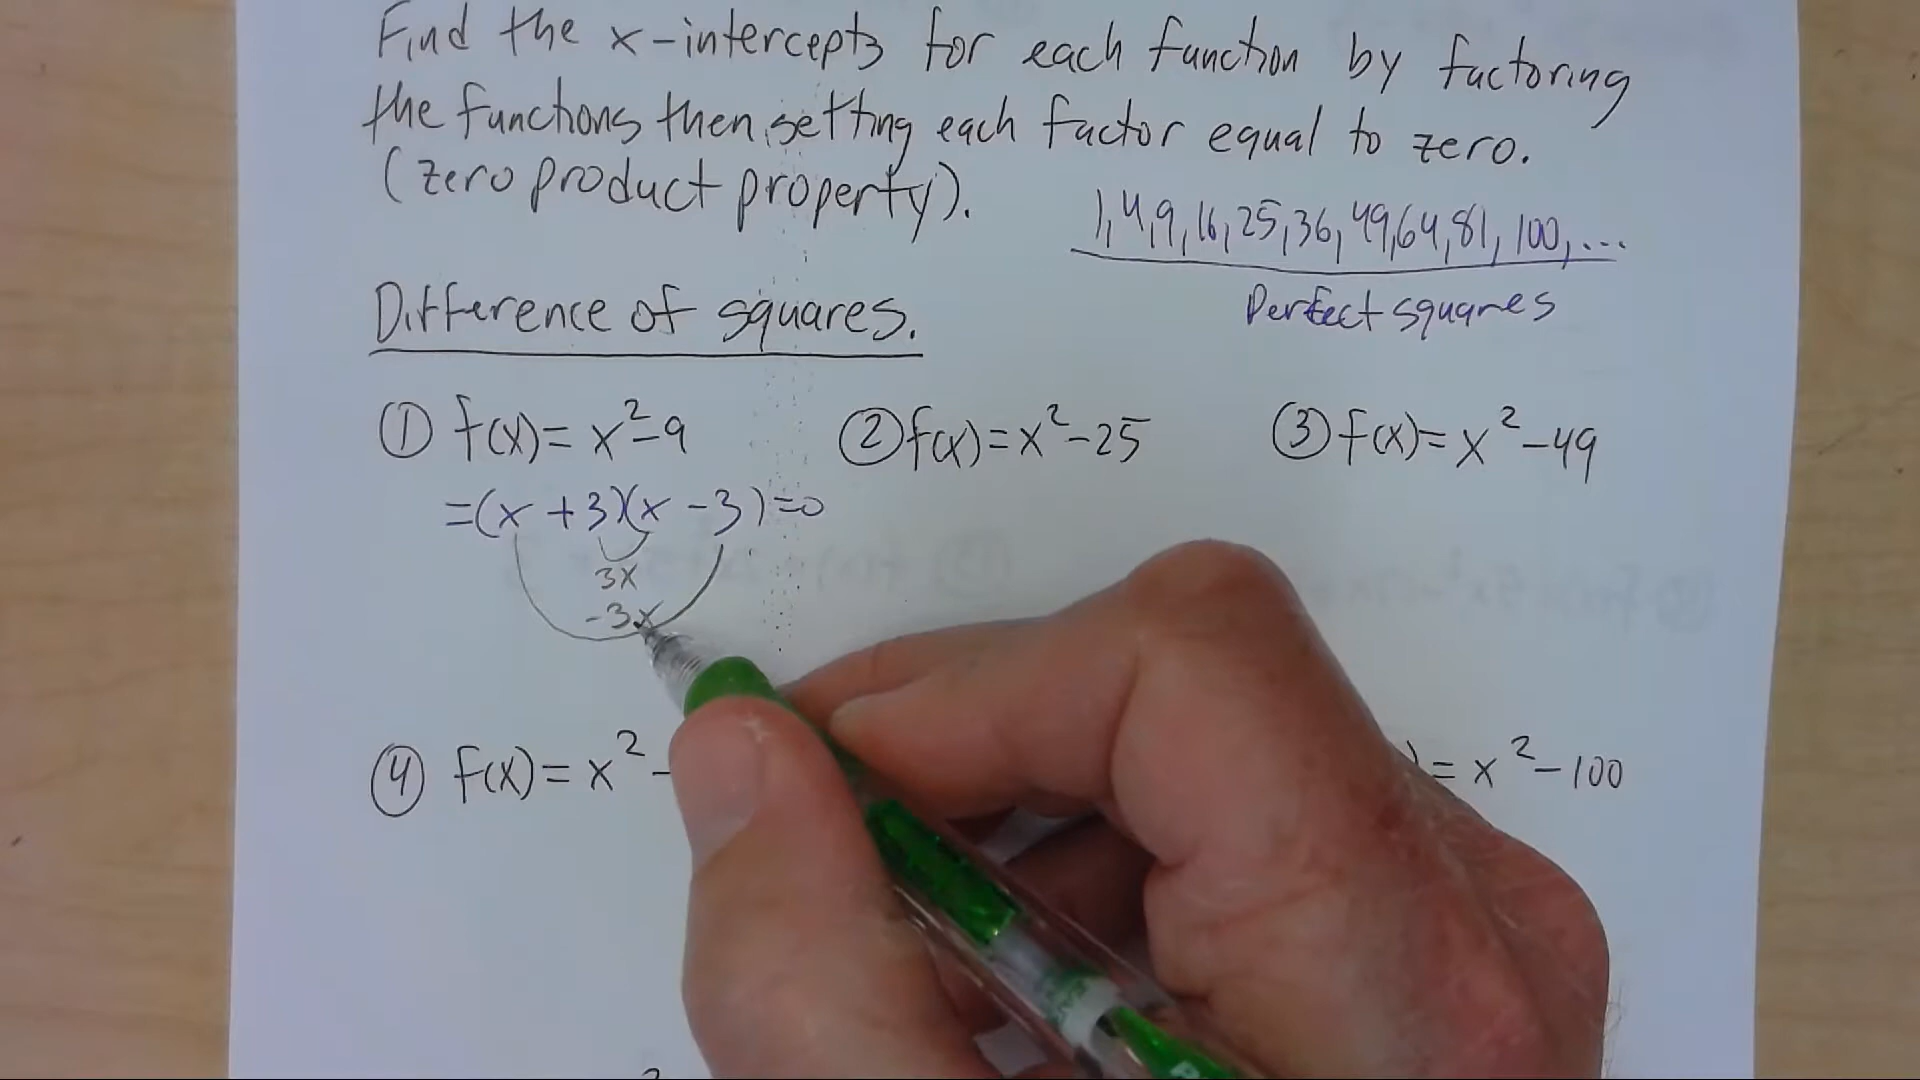 Find the x-intercepts for each function by factoring
the functions then setting each factor equal to zero.
(zero product property).
1, 4, 9, 16, 25, 36, 49, 64, 81, 100, ...
Perfect squares
Difference of squares.
① f(x) = x² - 9
② f(x) = x² - 25
③ f(x) = x² - 49
= (x + 3)(x - 3) = 0
3x
-3x
④ f(x) = x² -
) = x² - 100
2